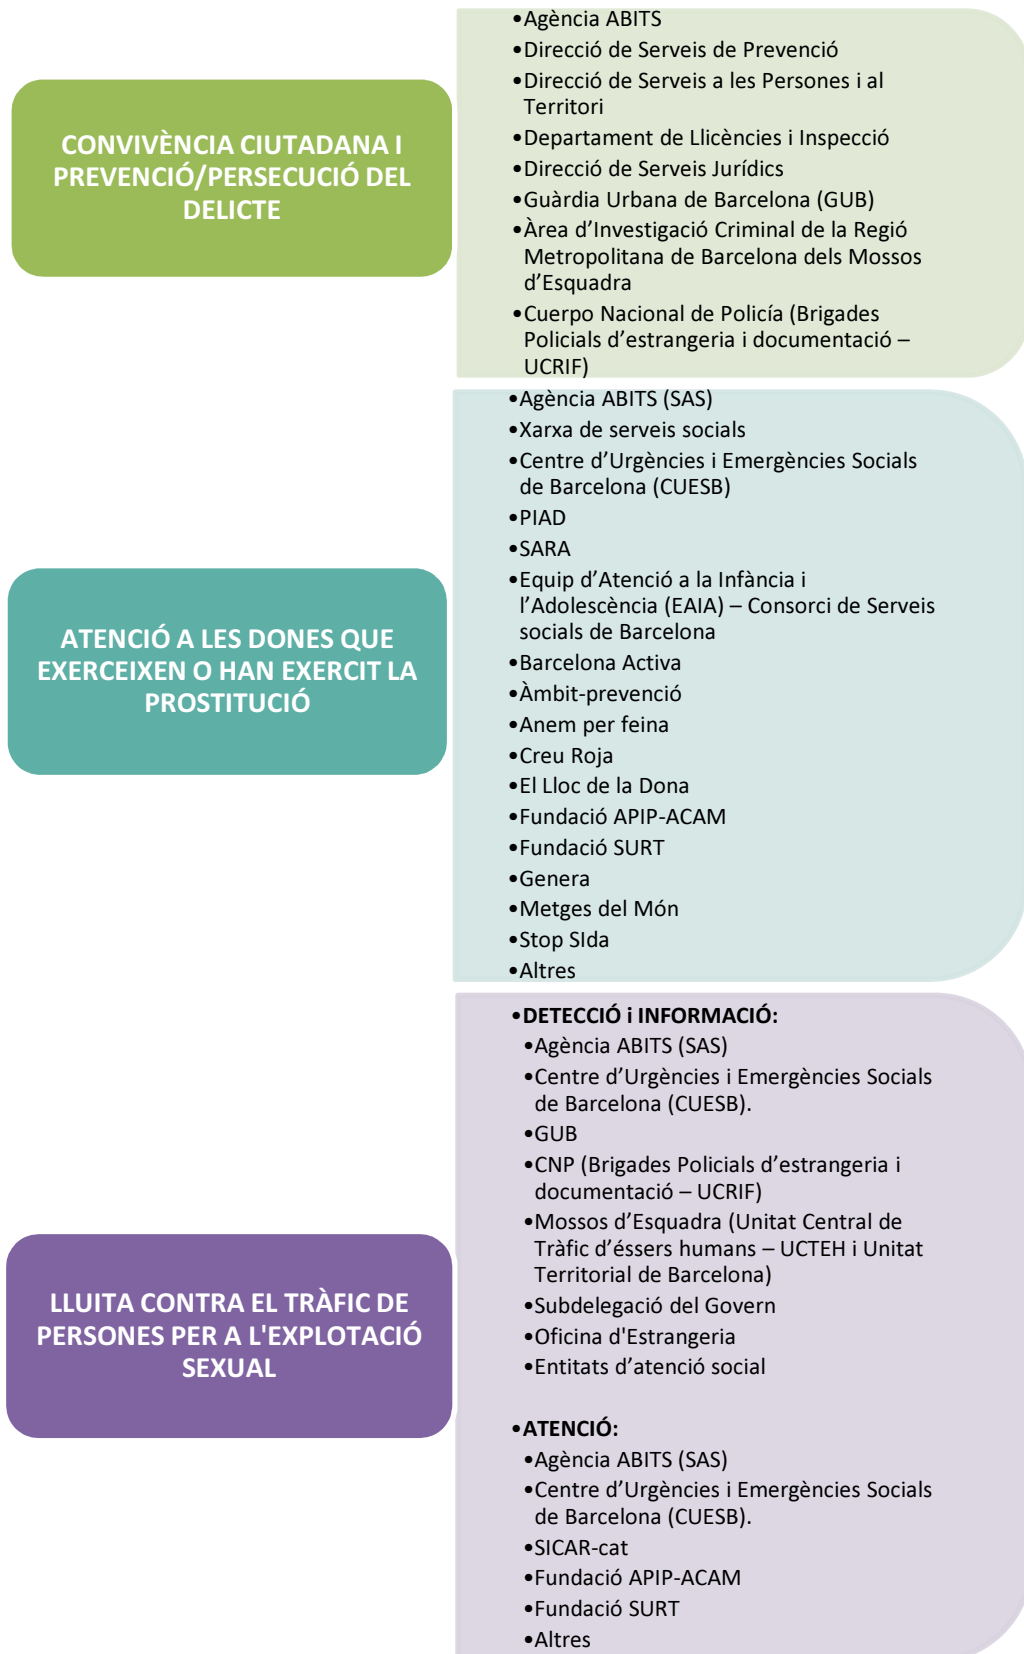 CONVIVÈNCIA CIUTADANA I
PREVENCIÓ/PERSECUCIÓ DEL
DELICTE
•Agència ABITS
•Direcció de Serveis de Prevenció
•Direcció de Serveis a les Persones i al
Territori
•Departament de Llicències i Inspecció
•Direcció de Serveis Jurídics
•Guàrdia Urbana de Barcelona (GUB)
•Àrea d’Investigació Criminal de la Regió
Metropolitana de Barcelona dels Mossos
d’Esquadra
•Cuerpo Nacional de Policía (Brigades
Policials d’estrangeria i documentació –
UCRIF)
ATENCIÓ A LES DONES QUE
EXERCEIXEN O HAN EXERCIT LA
PROSTITUCIÓ
•Agència ABITS (SAS)
•Xarxa de serveis socials
•Centre d’Urgències i Emergències Socials
de Barcelona (CUESB)
•PIAD
•SARA
•Equip d’Atenció a la Infància i
l’Adolescència (EAIA) – Consorci de Serveis
socials de Barcelona
•Barcelona Activa
•Àmbit-prevenció
•Anem per feina
•Creu Roja
•El Lloc de la Dona
•Fundació APIP-ACAM
•Fundació SURT
•Genera
•Metges del Món
•Stop SIda
•Altres
LLUITA CONTRA EL TRÀFIC DE
PERSONES PER A L'EXPLOTACIÓ
SEXUAL
•DETECCIÓ i INFORMACIÓ:
•Agència ABITS (SAS)
•Centre d’Urgències i Emergències Socials
de Barcelona (CUESB).
•GUB
•CNP (Brigades Policials d’estrangeria i
documentació – UCRIF)
•Mossos d’Esquadra (Unitat Central de
Tràfic d’éssers humans – UCTEH i Unitat
Territorial de Barcelona)
•Subdelegació del Govern
•Oficina d'Estrangeria
•Entitats d’atenció social
•ATENCIÓ:
•Agència ABITS (SAS)
•Centre d’Urgències i Emergències Socials
de Barcelona (CUESB).
•SICAR-cat
•Fundació APIP-ACAM
•Fundació SURT
•Altres